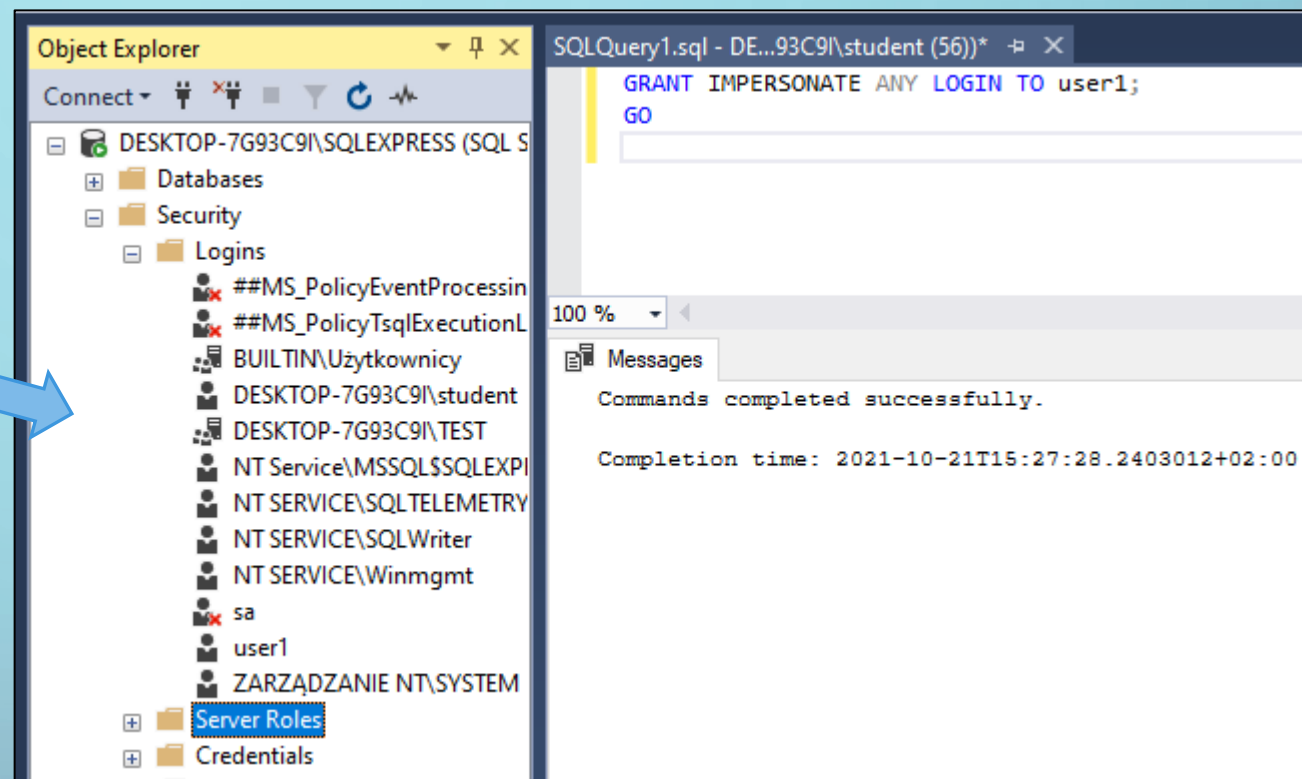 Object Explorer
Connect
DESKTOP-7G93C9I\SQLEXPRESS (SQL S
Databases
Security
Logins
##MS_PolicyEventProcessin
##MS_PolicyTsqlExecutionL
BUILTIN\Użytkownicy
DESKTOP-7G93C9I\student
DESKTOP-7G93C9I\TEST
NT Service\MSSQL$SQLEXPI
NT SERVICE\SQLTELEMETRY
NT SERVICE\SQLWriter
NT SERVICE\Winmgmt
sa
user1
ZARZĄDZANIE NT\SYSTEM
Server Roles
Credentials
SQLQuery1.sql - DE...93C9I\student (56))*
GRANT IMPERSONATE ANY LOGIN TO user1;
GO
100 %
Messages
Commands completed successfully.
Completion time: 2021-10-21T15:27:28.2403012+02:00